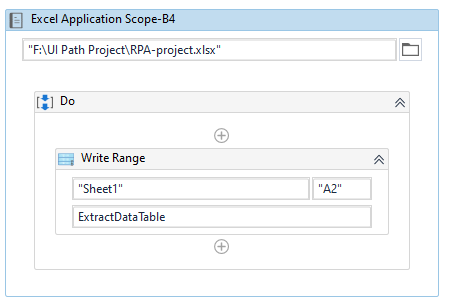 Excel Application Scope-B4
"F:\UI Path Project\RPA-project.xlsx"
Do
Write Range
"Sheet1" "A2"
ExtractDataTable